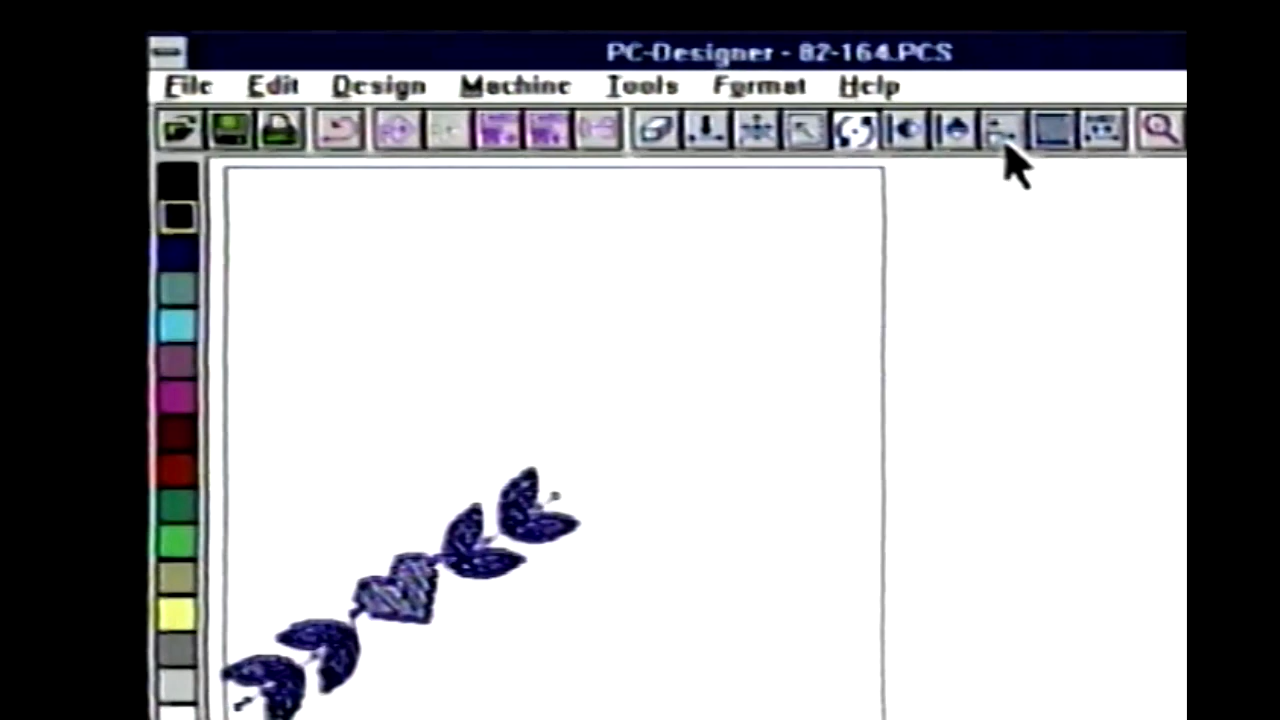 PC-Designer - 82-164.PCS
File Edit Design Machine Tools Format Help